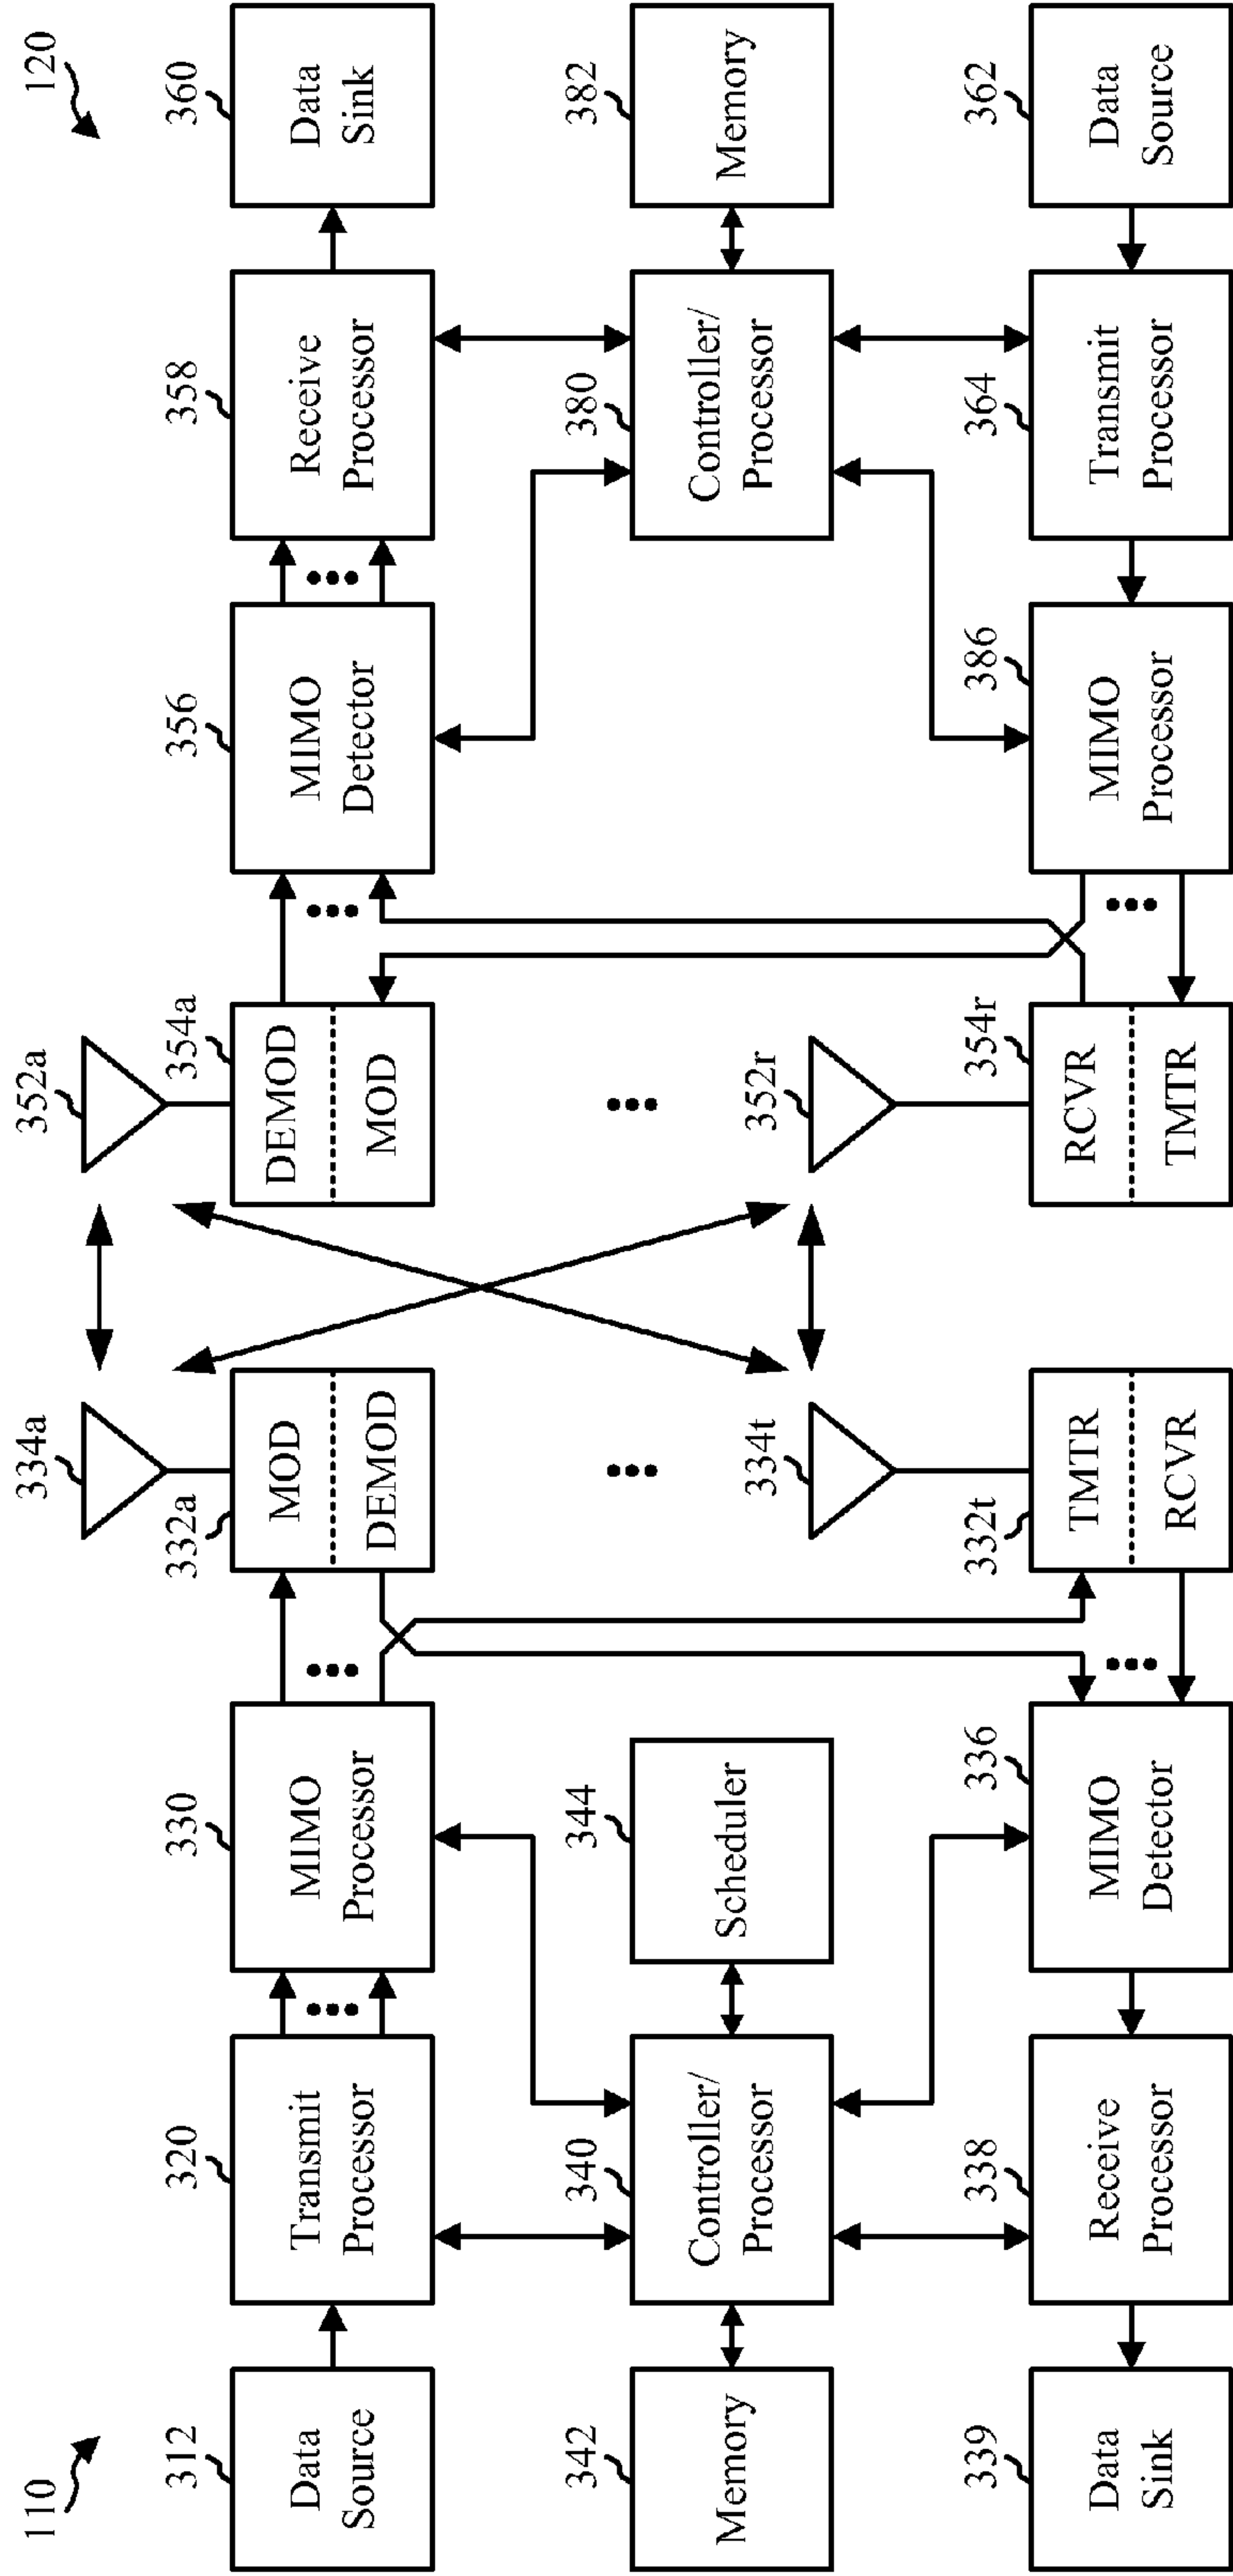 110
120
334a
352a
312
320
330
332a
354a
356
358
360
Data
Source
Transmit
Processor
MIMO
Processor
MOD
DEMOD
DEMOD
MOD
MIMO
Detector
Receive
Processor
Data
Sink
342
340
344
334t
352r
380
382
Memory
Controller/
Processor
Scheduler
Controller/
Processor
Memory
339
338
336
332t
354r
386
364
362
Data
Sink
Receive
Processor
MIMO
Detector
TMTR
RCVR
RCVR
TMTR
MIMO
Processor
Transmit
Processor
Data
Source